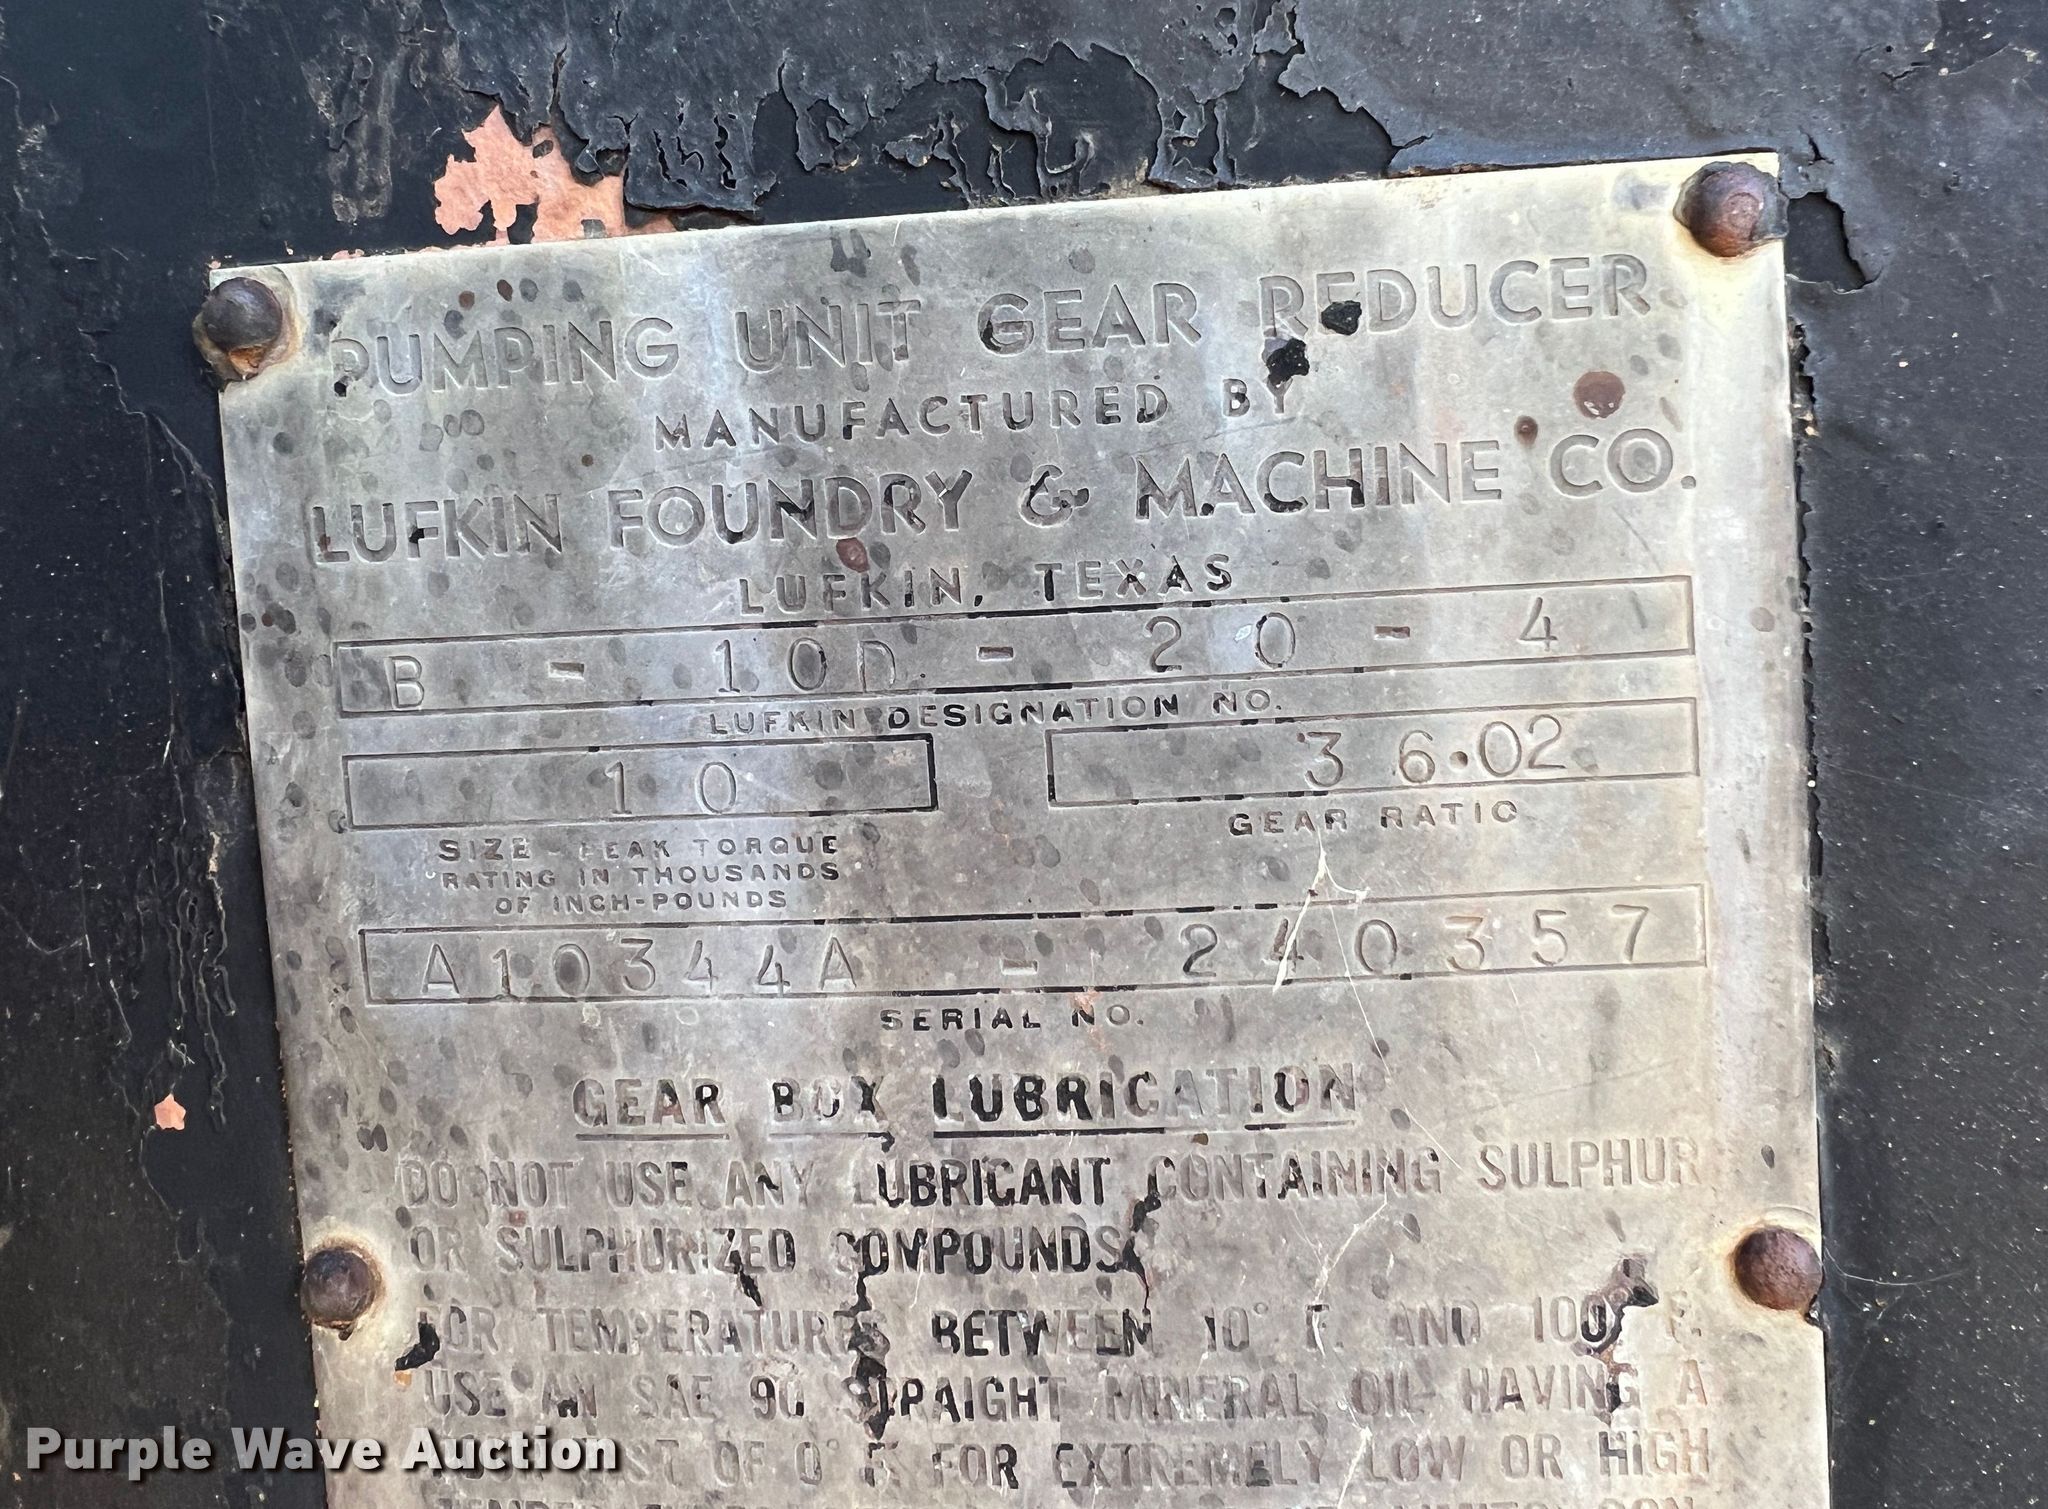 PUMPING UNIT GEAR REDUCER
MANUFACTURED BY
LUFKIN FOUNDRY & MACHINE CO.
LUFKIN, TEXAS
B - 10D - 20 - 4
LUFKIN DESIGNATION NO.
10
36.02
SIZE - PEAK TORQUE
RATING IN THOUSANDS
OF INCH-POUNDS
GEAR RATIO
A10344A - 240357
SERIAL NO.
GEAR BOX LUBRICATION
DO NOT USE ANY LUBRICANT CONTAINING SULPHUR
OR SULPHURIZED COMPOUNDS
FOR TEMPERATURES BETWEEN 10° F. AND 100° F.
USE AN SAE 90 STRAIGHT MINERAL OIL HAVING A
OF 0° F. FOR EXTREMELY LOW OR HIGH
Purple Wave Auction